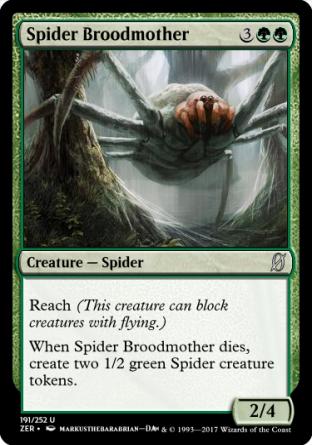 Spider Broodmother 3
Creature — Spider
Reach (This creature can block
creatures with flying.)
When Spider Broodmother dies,
create two 1/2 green Spider creature
tokens.
191/252 U
2/4
ZER • MARKUSTHEBARABRIAN—DA & © 1993–2017 Wizards of the Coast